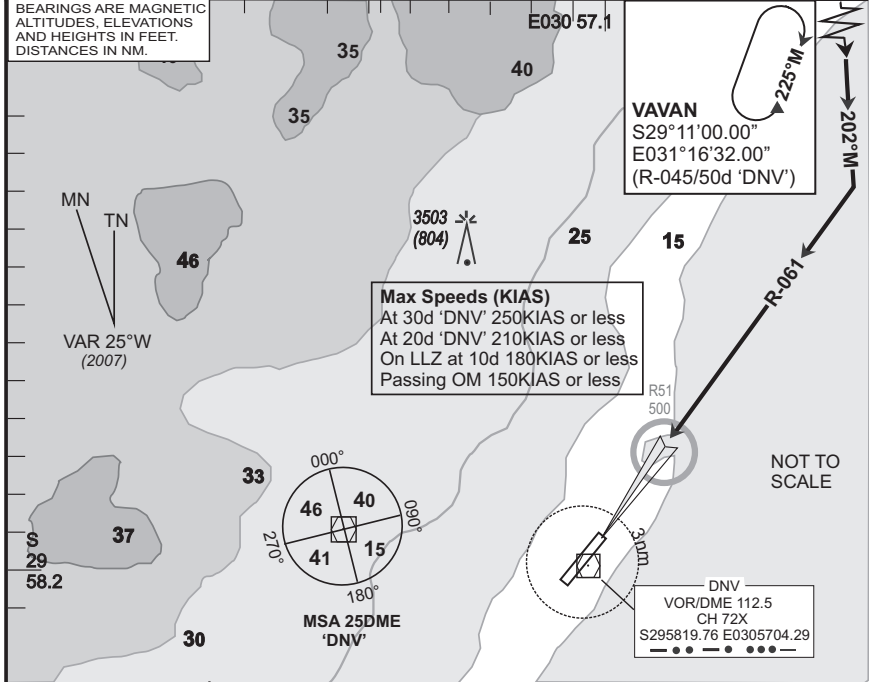 BEARINGS ARE MAGNETIC
ALTITUDES, ELEVATIONS
AND HEIGHTS IN FEET.
DISTANCES IN NM.
E030 57.1
35
40
35
225°M
VAVAN
S29°11'00.00"
E031°16'32.00"
(R-045/50d 'DNV')
202°M
MN
TN
VAR 25°W
(2007)
46
3503
(804)
25
15
R-061
Max Speeds (KIAS)
At 30d 'DNV' 250KIAS or less
At 20d 'DNV' 210KIAS or less
On LLZ at 10d 180KIAS or less
Passing OM 150KIAS or less
R51
500
NOT TO
SCALE
33
000°
46
40
090°
270°
41
15
180°
MSA 25DME
'DNV'
37
S
29
58.2
30
3nm
DNV
VOR/DME 112.5
CH 72X
S295819.76 E0305704.29